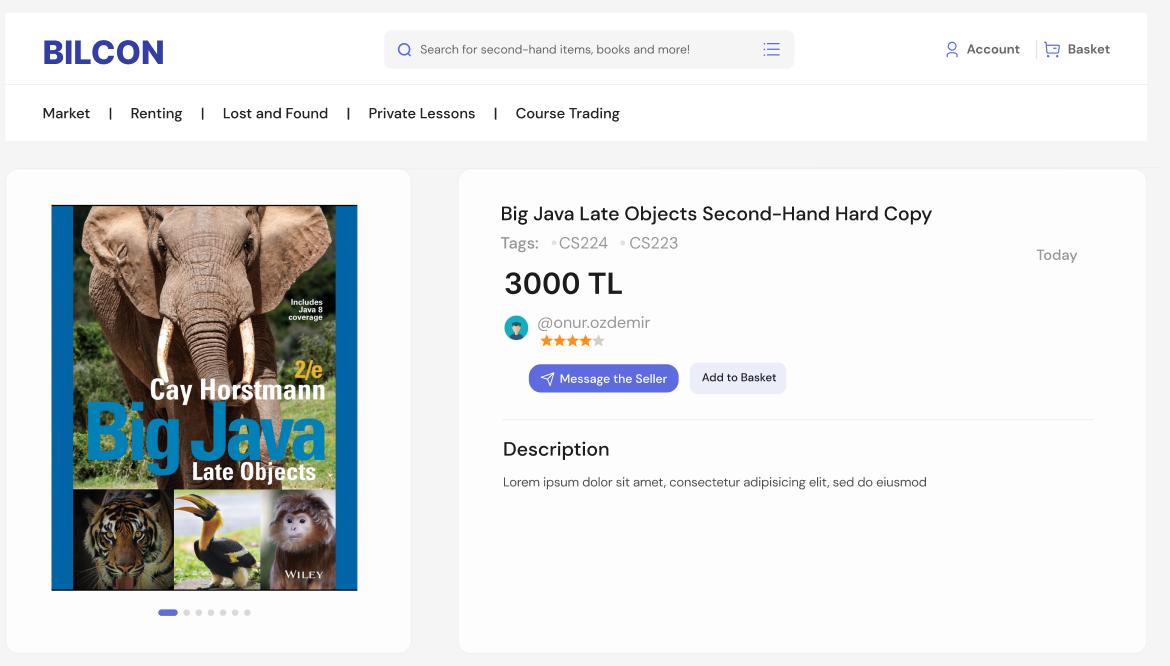 BILCON
Search for second-hand items, books and more!
Account
Basket
Market | Renting | Lost and Found | Private Lessons | Course Trading
Includes
Java 8
coverage
2/e
Cay Horstmann
Big Java
Late Objects
WILEY
Big Java Late Objects Second-Hand Hard Copy
Tags: CS224 CS223
Today
3000 TL
@onur.ozdemir
Message the Seller
Add to Basket
Description
Lorem ipsum dolor sit amet, consectetur adipisicing elit, sed do eiusmod